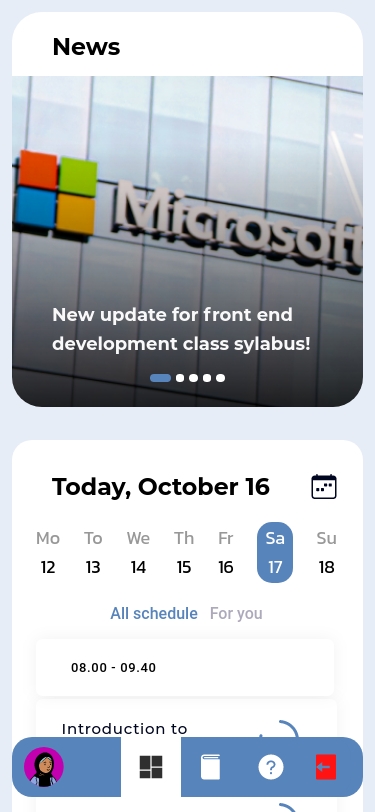 News
Microsoft
New update for front end
development class sylabus!
Today, October 16
Mo To We Th Fr Sa Su
12 13 14 15 16 17 18
All schedule For you
08.00 - 09.40
Introduction to
?